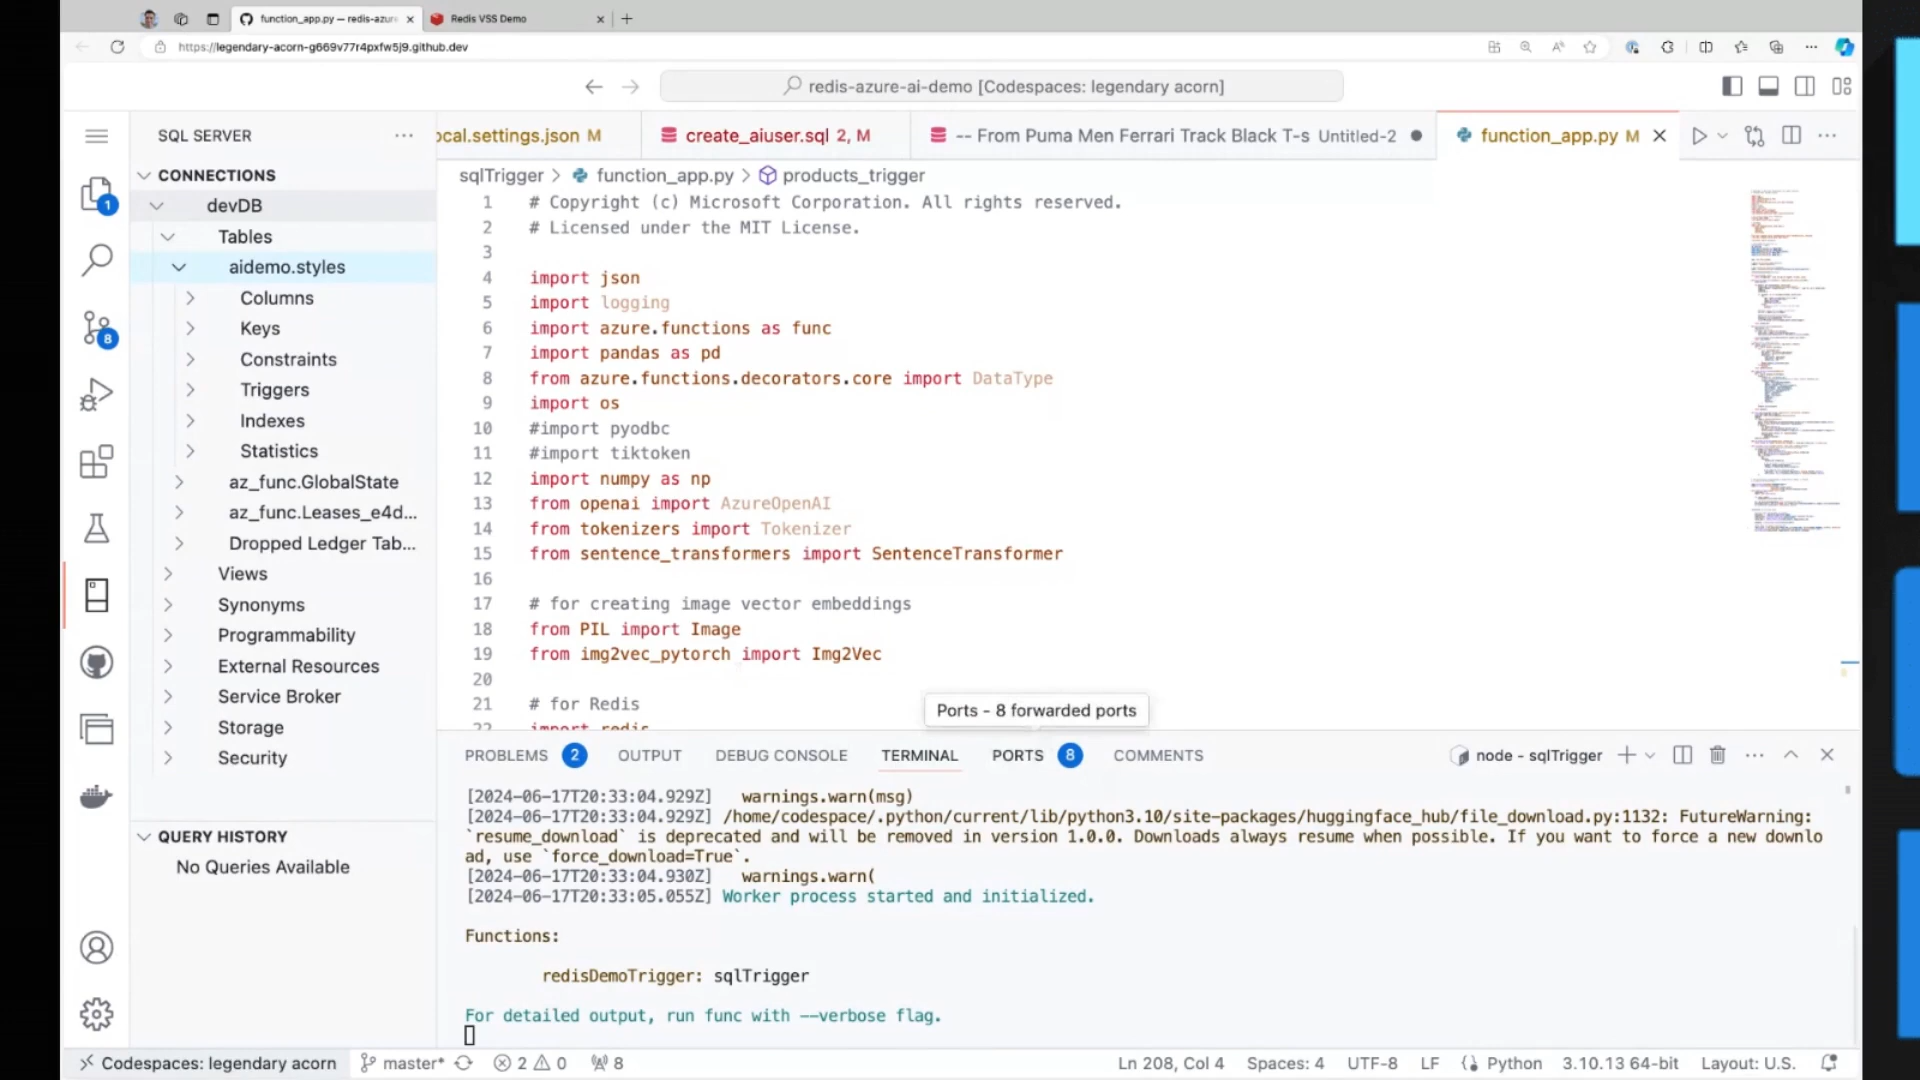 function_app.py — redis-azure
Redis VSS Demo
https://legendary-acorn-g669v77r4pxfw5j9.github.dev
redis-azure-ai-demo [Codespaces: legendary acorn]
SQL SERVER
CONNECTIONS
devDB
Tables
aidemo.styles
Columns
Keys
Constraints
Triggers
Indexes
Statistics
az_func.GlobalState
az_func.Leases_e4d...
Dropped Ledger Tab...
Views
Synonyms
Programmability
External Resources
Service Broker
Storage
Security
QUERY HISTORY
No Queries Available
1
8
ocal.settings.json M
create_aiuser.sql 2, M
-- From Puma Men Ferrari Track Black T-s Untitled-2
function_app.py M
sqlTrigger > function_app.py > products_trigger
1 # Copyright (c) Microsoft Corporation. All rights reserved.
2 # Licensed under the MIT License.
3
4 import json
5 import logging
6 import azure.functions as func
7 import pandas as pd
8 from azure.functions.decorators.core import DataType
9 import os
10 #import pyodbc
11 #import tiktoken
12 import numpy as np
13 from openai import AzureOpenAI
14 from tokenizers import Tokenizer
15 from sentence_transformers import SentenceTransformer
16
17 # for creating image vector embeddings
18 from PIL import Image
19 from img2vec_pytorch import Img2Vec
20
21 # for Redis
22 import redis
Ports - 8 forwarded ports
PROBLEMS 2 OUTPUT DEBUG CONSOLE TERMINAL PORTS 8 COMMENTS
node - sqlTrigger
[2024-06-17T20:33:04.929Z] warnings.warn(msg)
[2024-06-17T20:33:04.929Z] /home/codespace/.python/current/lib/python3.10/site-packages/huggingface_hub/file_download.py:1132: FutureWarning:
`resume_download` is deprecated and will be removed in version 1.0.0. Downloads always resume when possible. If you want to force a new downlo
ad, use `force_download=True`.
[2024-06-17T20:33:04.930Z] warnings.warn(
[2024-06-17T20:33:05.055Z] Worker process started and initialized.
Functions:
redisDemoTrigger: sqlTrigger
For detailed output, run func with --verbose flag.
Codespaces: legendary acorn master* 2 0 8
Ln 208, Col 4 Spaces: 4 UTF-8 LF Python 3.10.13 64-bit Layout: U.S.